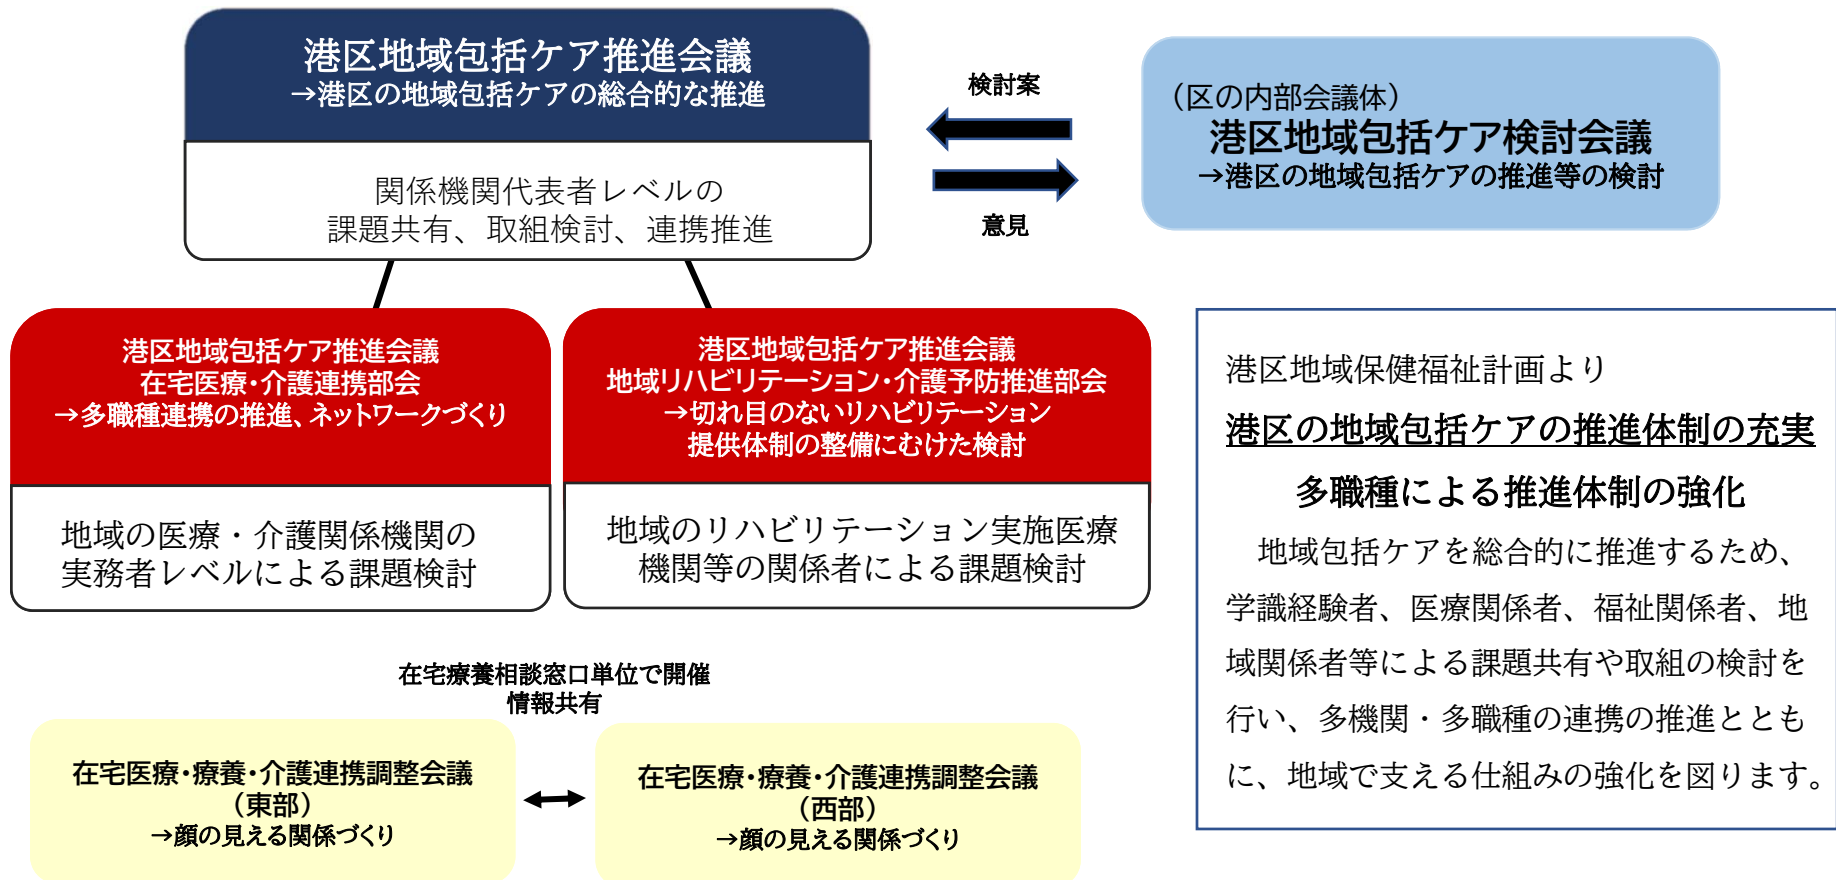 港区地域包括ケア推進会議
→港区の地域包括ケアの総合的な推進
関係機関代表者レベルの
課題共有、取組検討、連携推進
検討案
意見
（区の内部会議体）
港区地域包括ケア検討会議
→港区の地域包括ケアの推進等の検討
港区地域包括ケア推進会議
在宅医療・介護連携部会
→多職種連携の推進、ネットワークづくり
地域の医療・介護関係機関の
実務者レベルによる課題検討
港区地域包括ケア推進会議
地域リハビリテーション・介護予防推進部会
→切れ目のないリハビリテーション
提供体制の整備にむけた検討
地域のリハビリテーション実施医療
機関等の関係者による課題検討
在宅療養相談窓口単位で開催
情報共有
在宅医療・療養・介護連携調整会議
（東部）
→顔の見える関係づくり
在宅医療・療養・介護連携調整会議
（西部）
→顔の見える関係づくり
港区地域保健福祉計画より
港区の地域包括ケアの推進体制の充実
多職種による推進体制の強化
地域包括ケアを総合的に推進するため、
学識経験者、医療関係者、福祉関係者、地
域関係者等による課題共有や取組の検討を
行い、多機関・多職種の連携の推進ととも
に、地域で支える仕組みの強化を図ります。